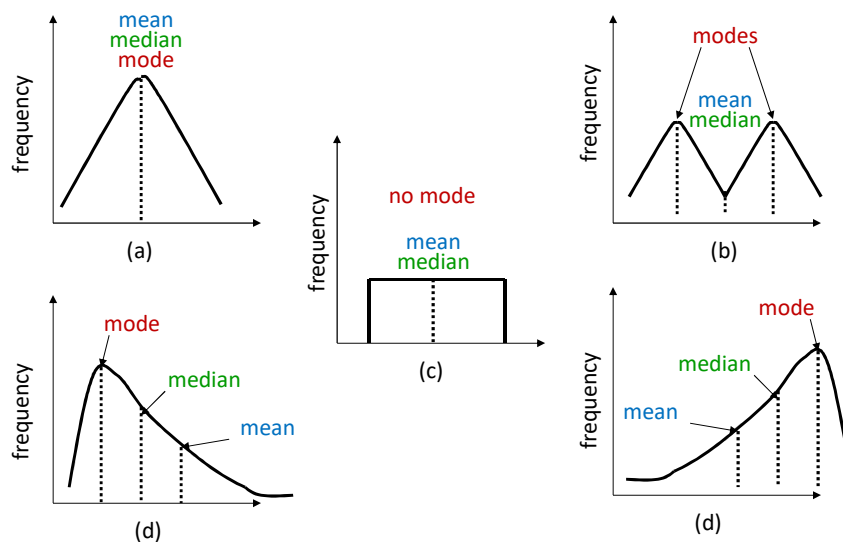 mean
median
mode
frequency
(a)
modes
mean
median
frequency
(b)
no mode
mean
median
frequency
(c)
mode
median
mean
frequency
(d)
mode
median
mean
frequency
(d)